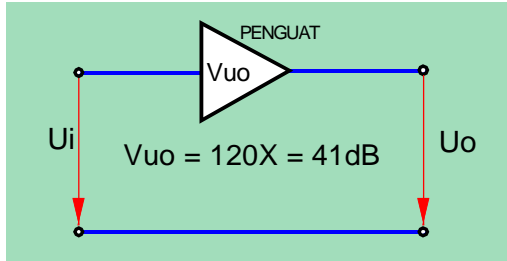 PENGUAT
Vuo
Ui
Uo
Vuo = 120X = 41dB